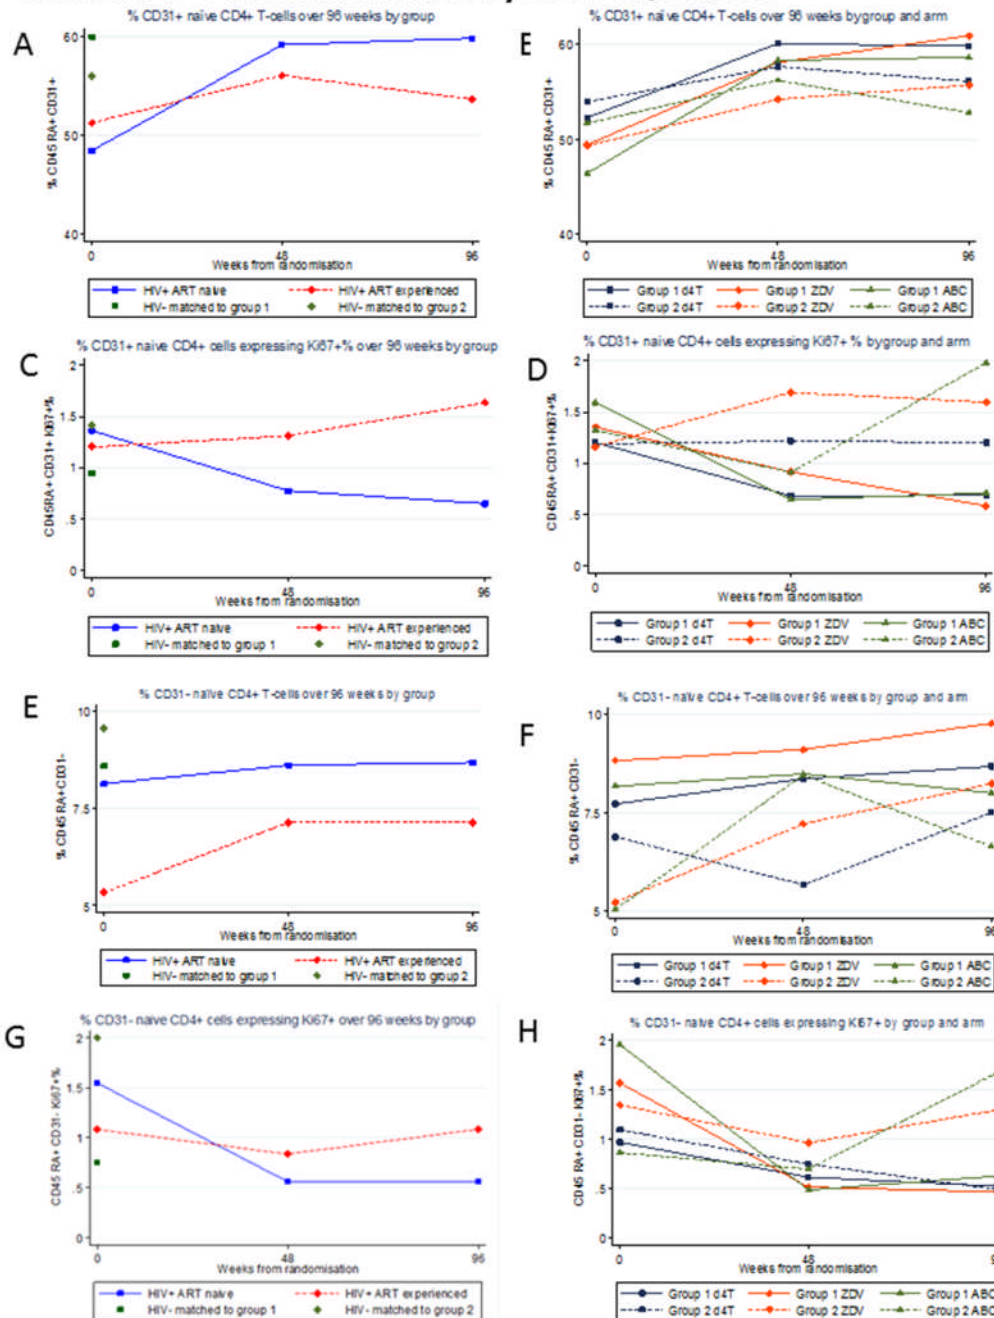 A
% CD31+ naïve CD4+ T-cells over 96 weeks by group
60
50
40
% CD45 RA+ CD31+
0 48 96
Weeks from randomisation
HIV+ ART naïve HIV+ ART experienced
HIV- matched to group 1 HIV- matched to group 2
E
% CD31+ naïve CD4+ T-cells over 96 weeks by group and arm
60
50
40
% CD45 RA+ CD31+
0 48 96
Weeks from randomisation
Group 1 d4T Group 1 ZDV Group 1 ABC
Group 2 d4T Group 2 ZDV Group 2 ABC
C
% CD31+ naive CD4+ cells expressing Ki67+% over 96 weeks by group
2
1.5
1
.5
0
CD45RA+ CD31+ Ki67+%
0 48 96
Weeks from randomisation
HIV+ ART naïve HIV+ ART experienced
HIV- matched to group 1 HIV- matched to group 2
D
% CD31+ naive CD4+ cells expressing Ki67+ % by group and arm
2
1.5
1
.5
0
CD45RA+ CD31+Ki67+%
0 48 96
Weeks from randomisation
Group 1 d4T Group 1 ZDV Group 1 ABC
Group 2 d4T Group 2 ZDV Group 2 ABC
E
% CD31- naïve CD4+ T-cells over 96 weeks by group
10
7.5
5
% CD45 RA+CD31-
0 48 96
Weeks from randomisation
HIV+ ART naïve HIV+ ART experienced
HIV- matched to group 1 HIV- matched to group 2
F
% CD31- naïve CD4+ T-cells over 96 weeks by group and arm
10
7.5
5
% CD45 RA+ CD31-
0 48 96
Weeks from randomisation
Group 1 d4T Group 1 ZDV Group 1 ABC
Group 2 d4T Group 2 ZDV Group 2 ABC
G
% CD31- naive CD4+ cells expressing Ki67+ over 96 weeks by group
2
1.5
1
.5
0
CD45 RA+ CD31- Ki67+%
0 48 96
Weeks from randomisation
HIV+ ART naive HIV+ ART experienced
HIV- matched to group 1 HIV- matched to group 2
H
% CD31- naive CD4+ cells expressing Ki67+ by group and arm
2
1.5
1
.5
0
CD45 RA+ CD31- Ki67+%
0 48 9
Weeks from randomisation
Group 1 d4T Group 1 ZDV Group 1 ABC
Group 2 d4T Group 2 ZDV Group 2 ABC